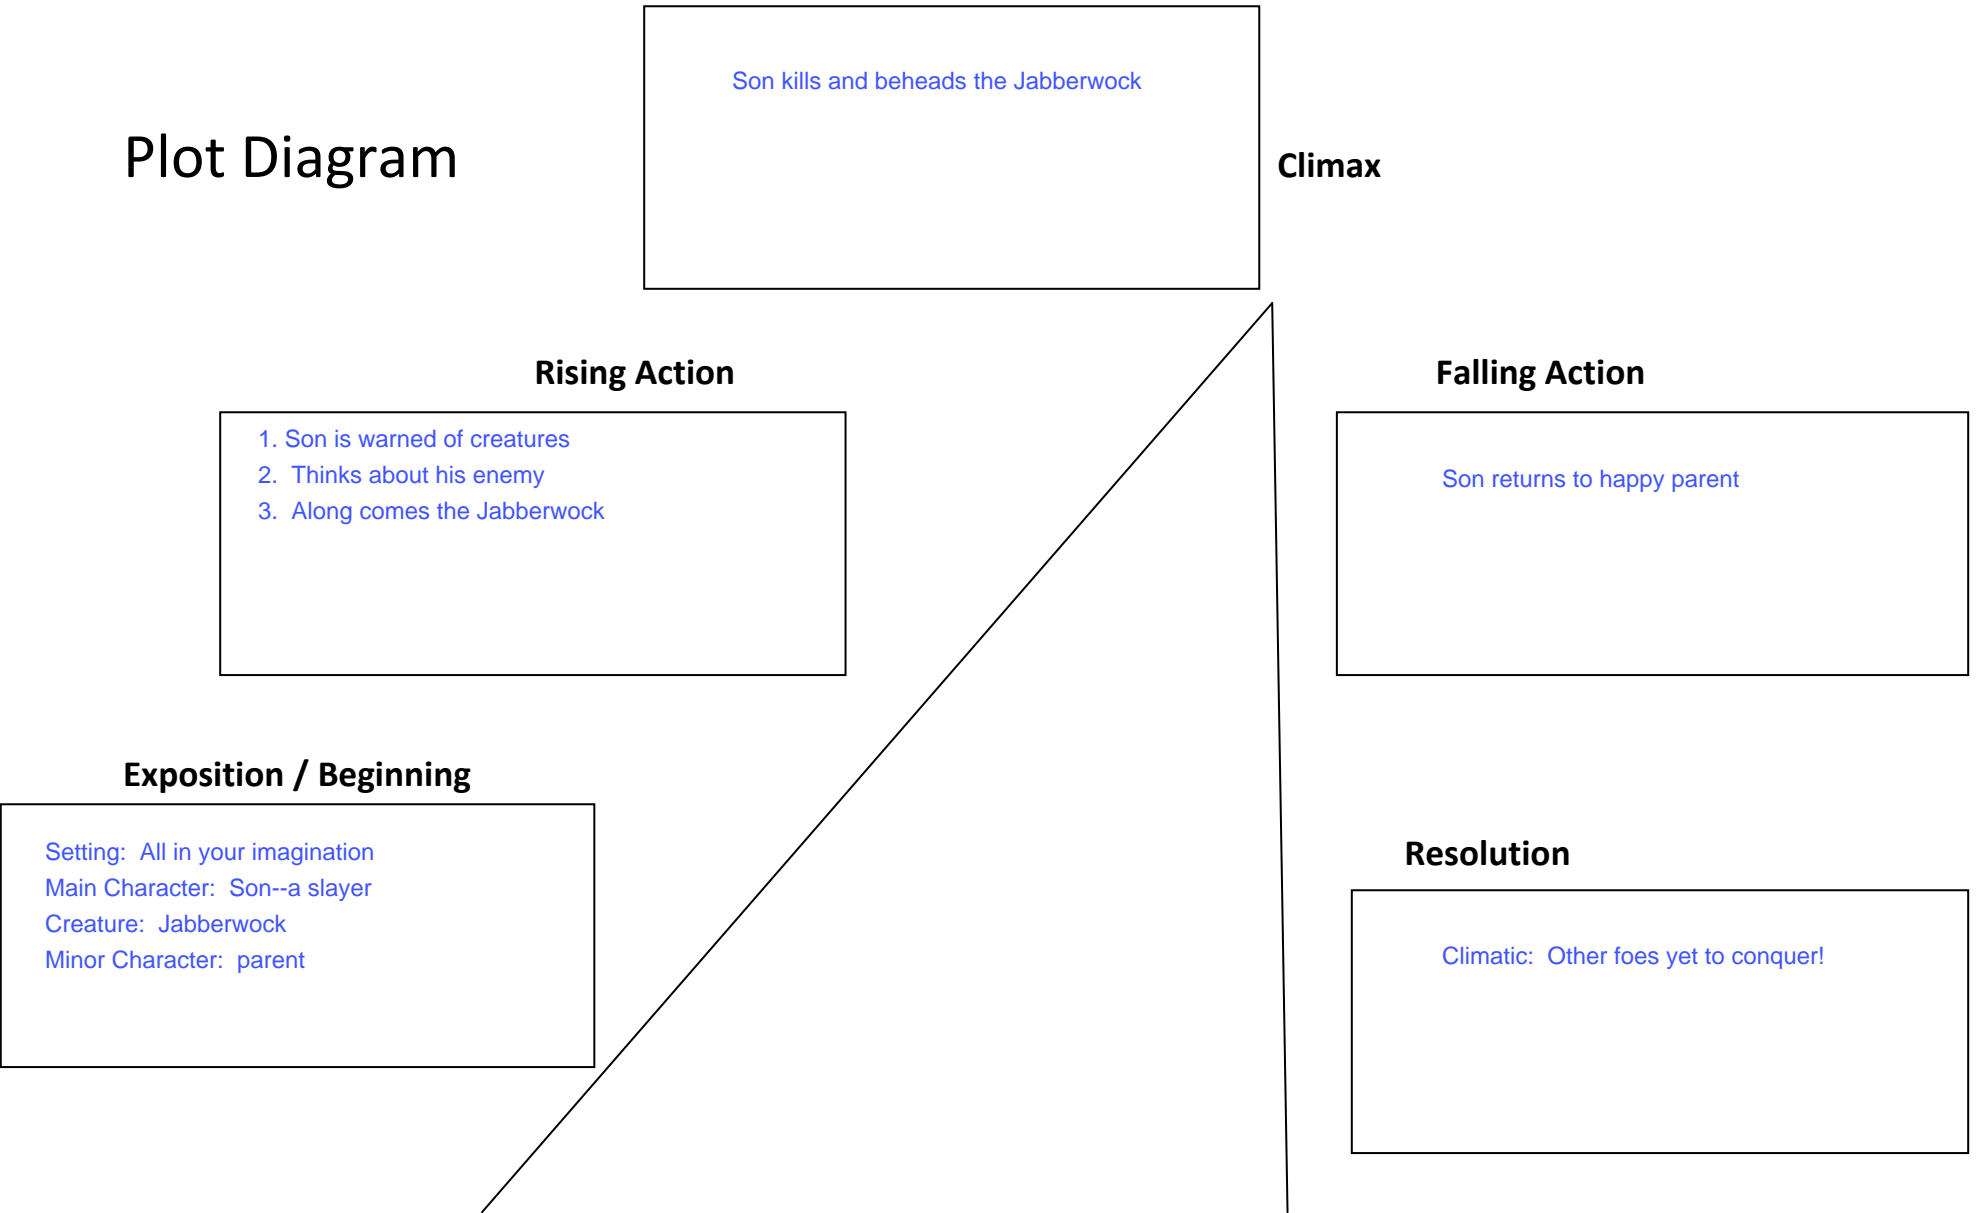 Son kills and beheads the Jabberwock
Plot Diagram
Climax
Rising Action
1. Son is warned of creatures
2.  Thinks about his enemy
3.  Along comes the Jabberwock
Falling Action
Son returns to happy parent
Exposition / Beginning
Setting:  All in your imagination
Main Character:  Son--a slayer
Creature:  Jabberwock
Minor Character:  parent
Resolution
Climatic:  Other foes yet to conquer!